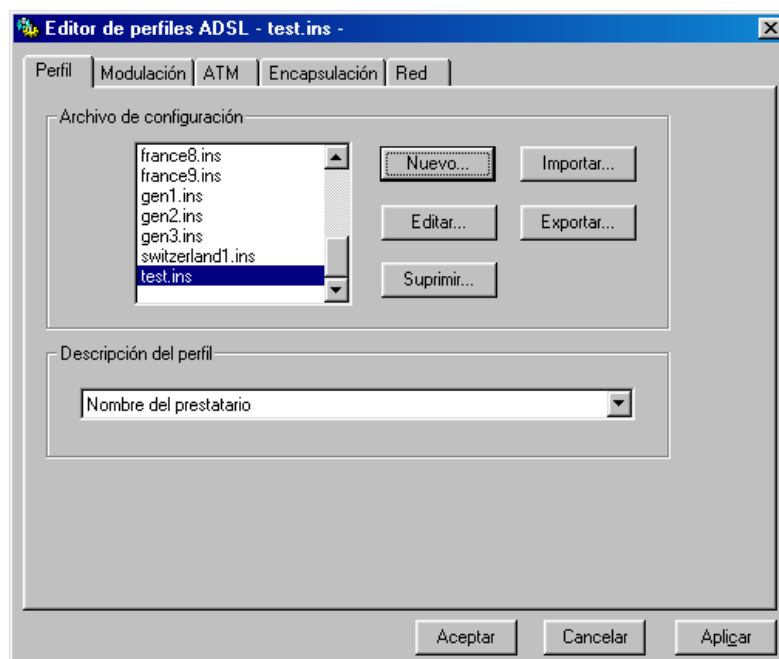 Editor de perfiles ADSL - test.ins -
Perfil Modulación ATM Encapsulación Red
Archivo de configuración
france8.ins
france9.ins
gen1.ins
gen2.ins
gen3.ins
switzerland1.ins
test.ins
Nuevo... Importar...
Editar... Exportar...
Suprimir...
Descripción del perfil
Nombre del prestatario
Aceptar Cancelar Aplicar